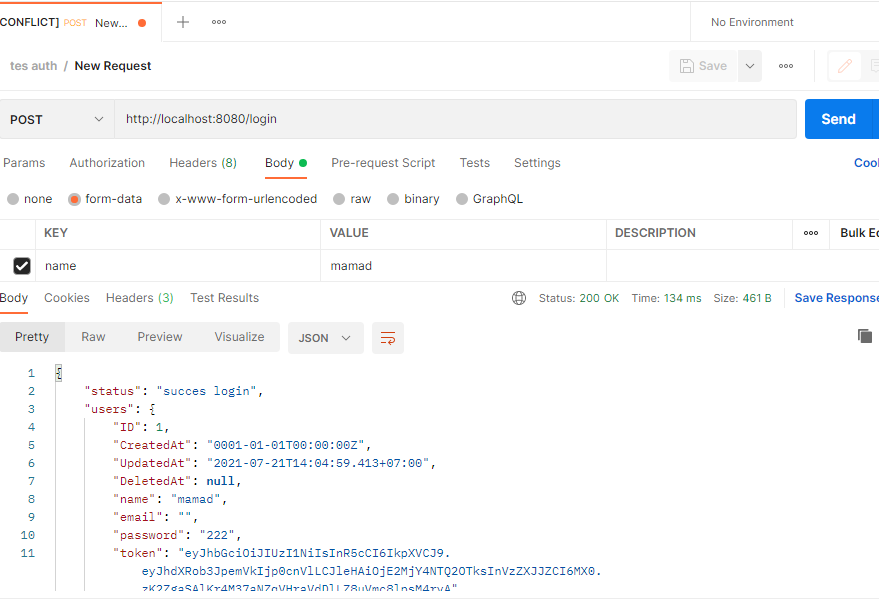 CONFLICT] POST New...
No Environment
tes auth / New Request
Save
POST http://localhost:8080/login Send
Params Authorization Headers (8) Body Pre-request Script Tests Settings Cool
none form-data x-www-form-urlencoded raw binary GraphQL
KEY VALUE DESCRIPTION Bulk Ec
name mamad
Body Cookies Headers (3) Test Results Status: 200 OK Time: 134 ms Size: 461 B Save Response
Pretty Raw Preview Visualize JSON
1 {
2 "status": "succes login",
3 "users": {
4 "ID": 1,
5 "CreatedAt": "0001-01-01T00:00:00Z",
6 "UpdatedAt": "2021-07-21T14:04:59.413+07:00",
7 "DeletedAt": null,
8 "name": "mamad",
9 "email": "",
10 "password": "222",
11 "token": "eyJhbGciOiJIUzI1NiIsInR5cCI6IkpXVCJ9.
eyJhdXRob3JpemVkIjp0cnVlLCJleHAiOjE2MjY4NTQ2OTksInVzZXJJZCI6MX0.